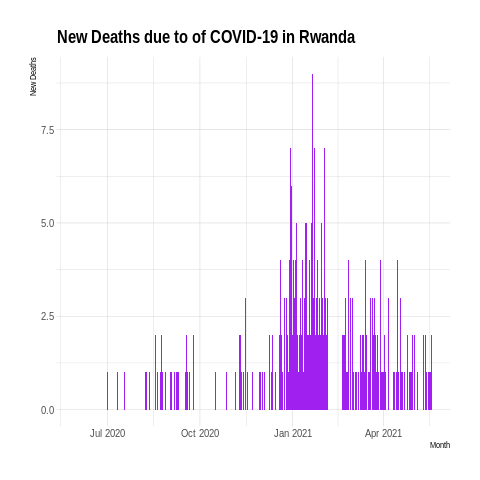 New Deaths due to of COVID-19 in Rwanda
New Deaths
7.5
5.0
2.5
0.0
Jul 2020 Oct 2020 Jan 2021 Apr 2021
Month